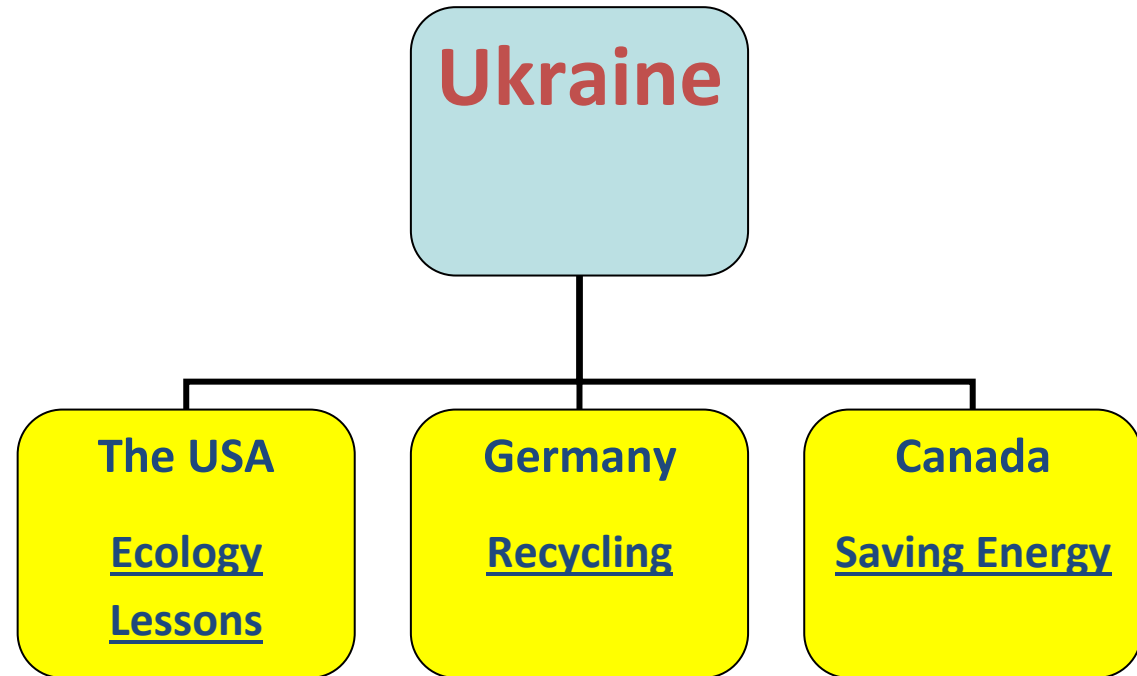 Ukraine
The USA
Ecology
Lessons
Germany
Recycling
Canada
Saving Energy